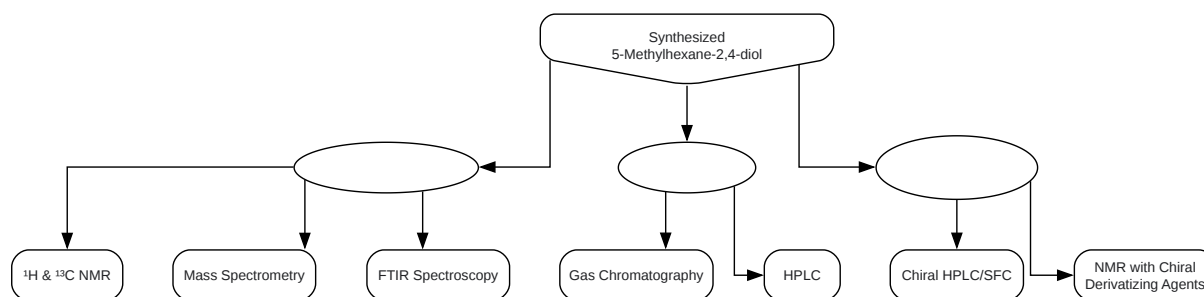 Synthesized
5-Methylhexane-2,4-diol
¹H & ¹³C NMR
Mass Spectrometry
FTIR Spectroscopy
Gas Chromatography
HPLC
Chiral HPLC/SFC
NMR with Chiral
Derivatizing Agents